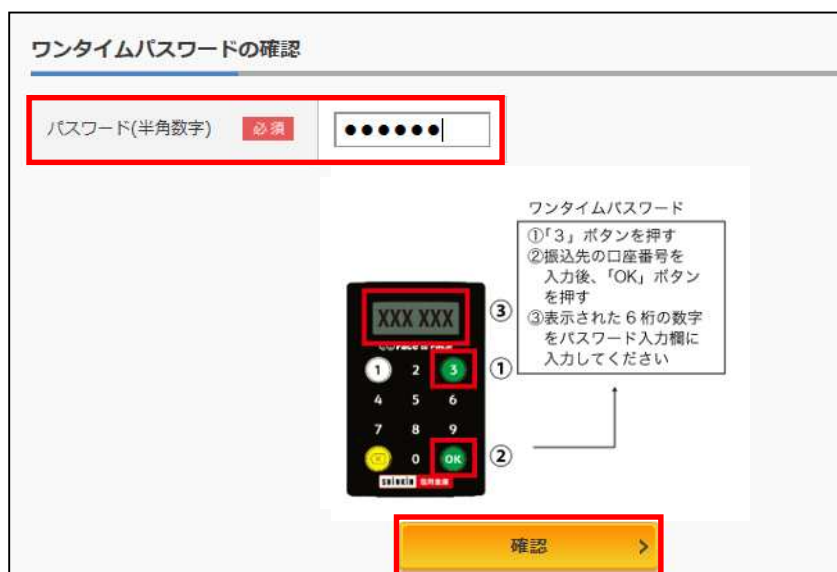 ワンタイムパスワードの確認
パスワード(半角数字) 必須 ●●●●●●
ワンタイムパスワード
①「3」ボタンを押す
②振込先の口座番号を
入力後、「OK」ボタン
を押す
③表示された6桁の数字
をパスワード入力欄に
入力してください
XXX XXX
③
1 2 3
①
4 5 6
7 8 9
0 OK
②
確認 >